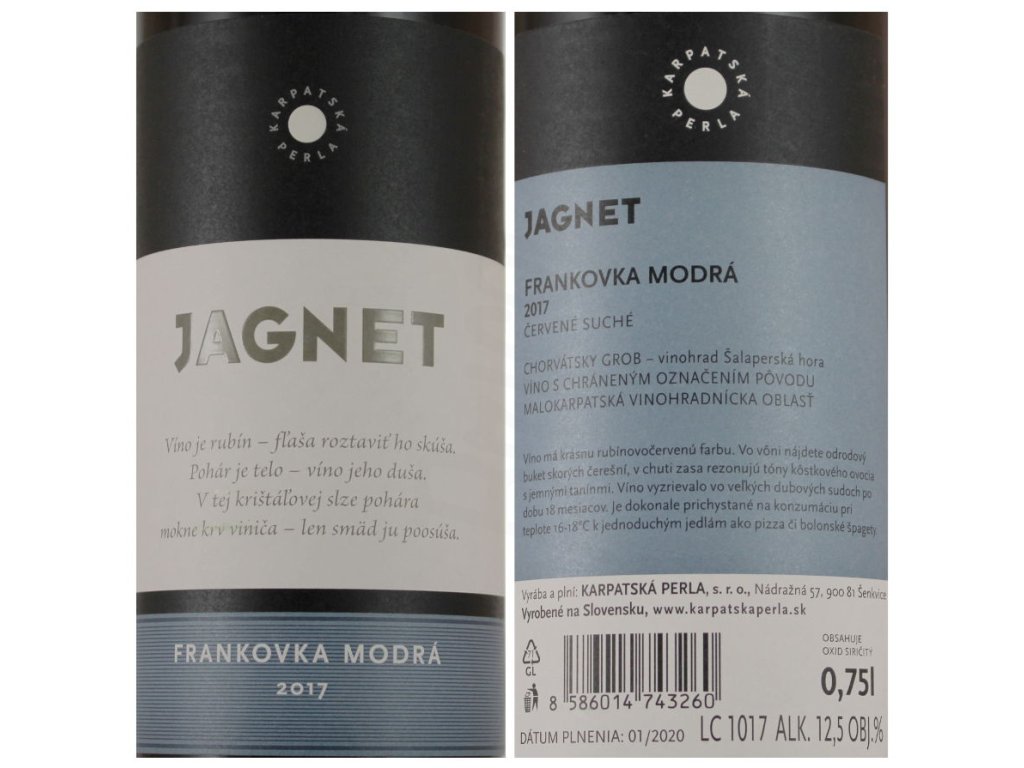 KARPATSKÁ PERLA
JAGNET
Víno je rubín – fľaša roztaviť ho skúša.
Pohár je telo – víno jeho duša.
V tej krištáľovej slze pohára
mokne krv viniča – len smäd ju poosúša.
FRANKOVKA MODRÁ
2017
KARPATSKÁ PERLA
JAGNET
FRANKOVKA MODRÁ
2017
ČERVENÉ SUCHÉ
CHORVÁTSKY GROB – vinohrad Šalaperská hora
VÍNO S CHRÁNENÝM OZNAČENÍM PÔVODU
MALOKARPATSKÁ VINOHRADNÍCKA OBLASŤ
Víno má krásnu rubínovočervenú farbu. Vo vôni nájdete odrodový
buket skorých čerešní, v chuti zasa rezonujú tóny kôstkového ovocia
s jemnými tanínmi. Víno vyzrievalo vo veľkých dubových sudoch po
dobu 18 mesiacov. Je dokonale prichystané na konzumáciu pri
teplote 16-18°C k jednoduchým jedlám ako pizza či bolonské špagety.
Vyrába a plní: KARPATSKÁ PERLA, s. r. o., Nádražná 57, 900 81 Šenkvice
Vyrobené na Slovensku, www.karpatskaperla.sk
71
GL
OBSAHUJE
OXID SIRIČITÝ
0,75l
8 586014 743260
DÁTUM PLNENIA: 01/2020 LC 1017 ALK. 12,5 OBJ.%